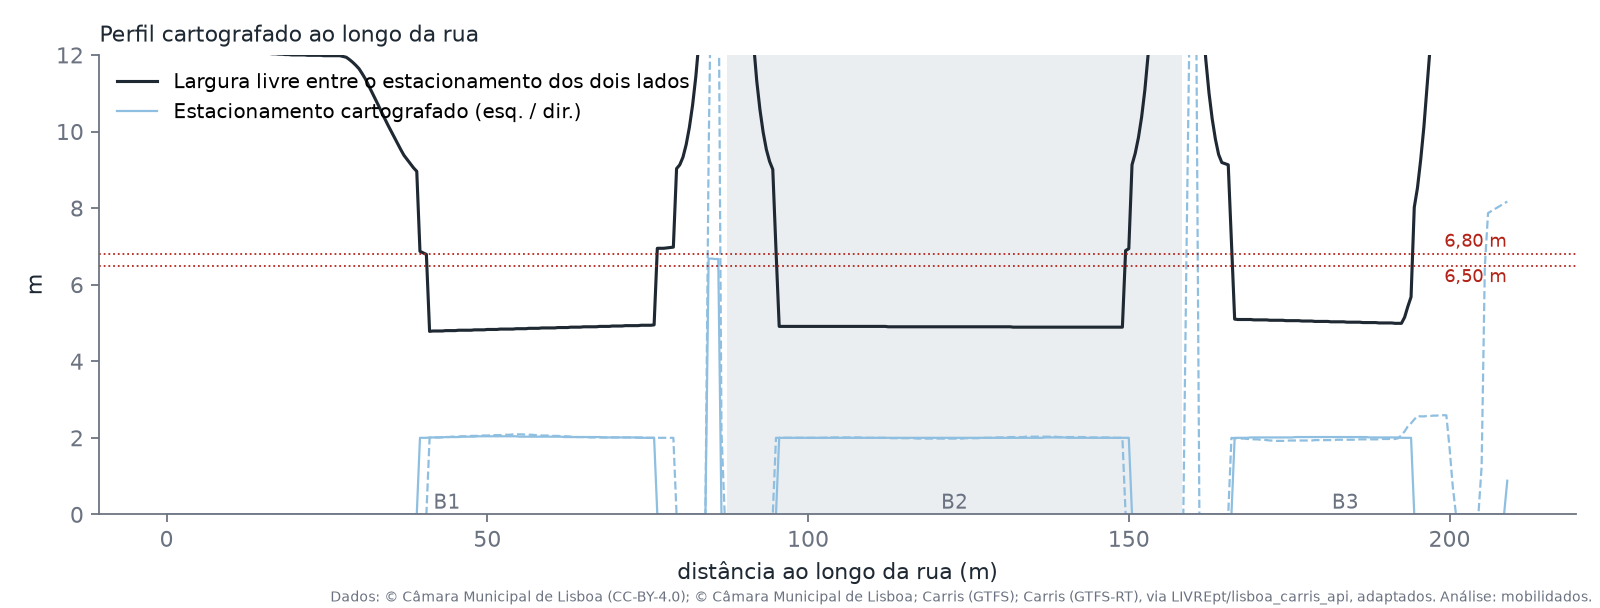 Perfil cartografado ao longo da rua
12
10
8
6
4
2
0
m
Largura livre entre o estacionamento dos dois lados
Estacionamento cartografado (esq. / dir.)
6,80 m
6,50 m
B1
B2
B3
0
50
100
150
200
distância ao longo da rua (m)
Dados: © Câmara Municipal de Lisboa (CC-BY-4.0); © Câmara Municipal de Lisboa; Carris (GTFS); Carris (GTFS-RT), via LIVREpt/lisboa_carris_api, adaptados. Análise: mobilidados.